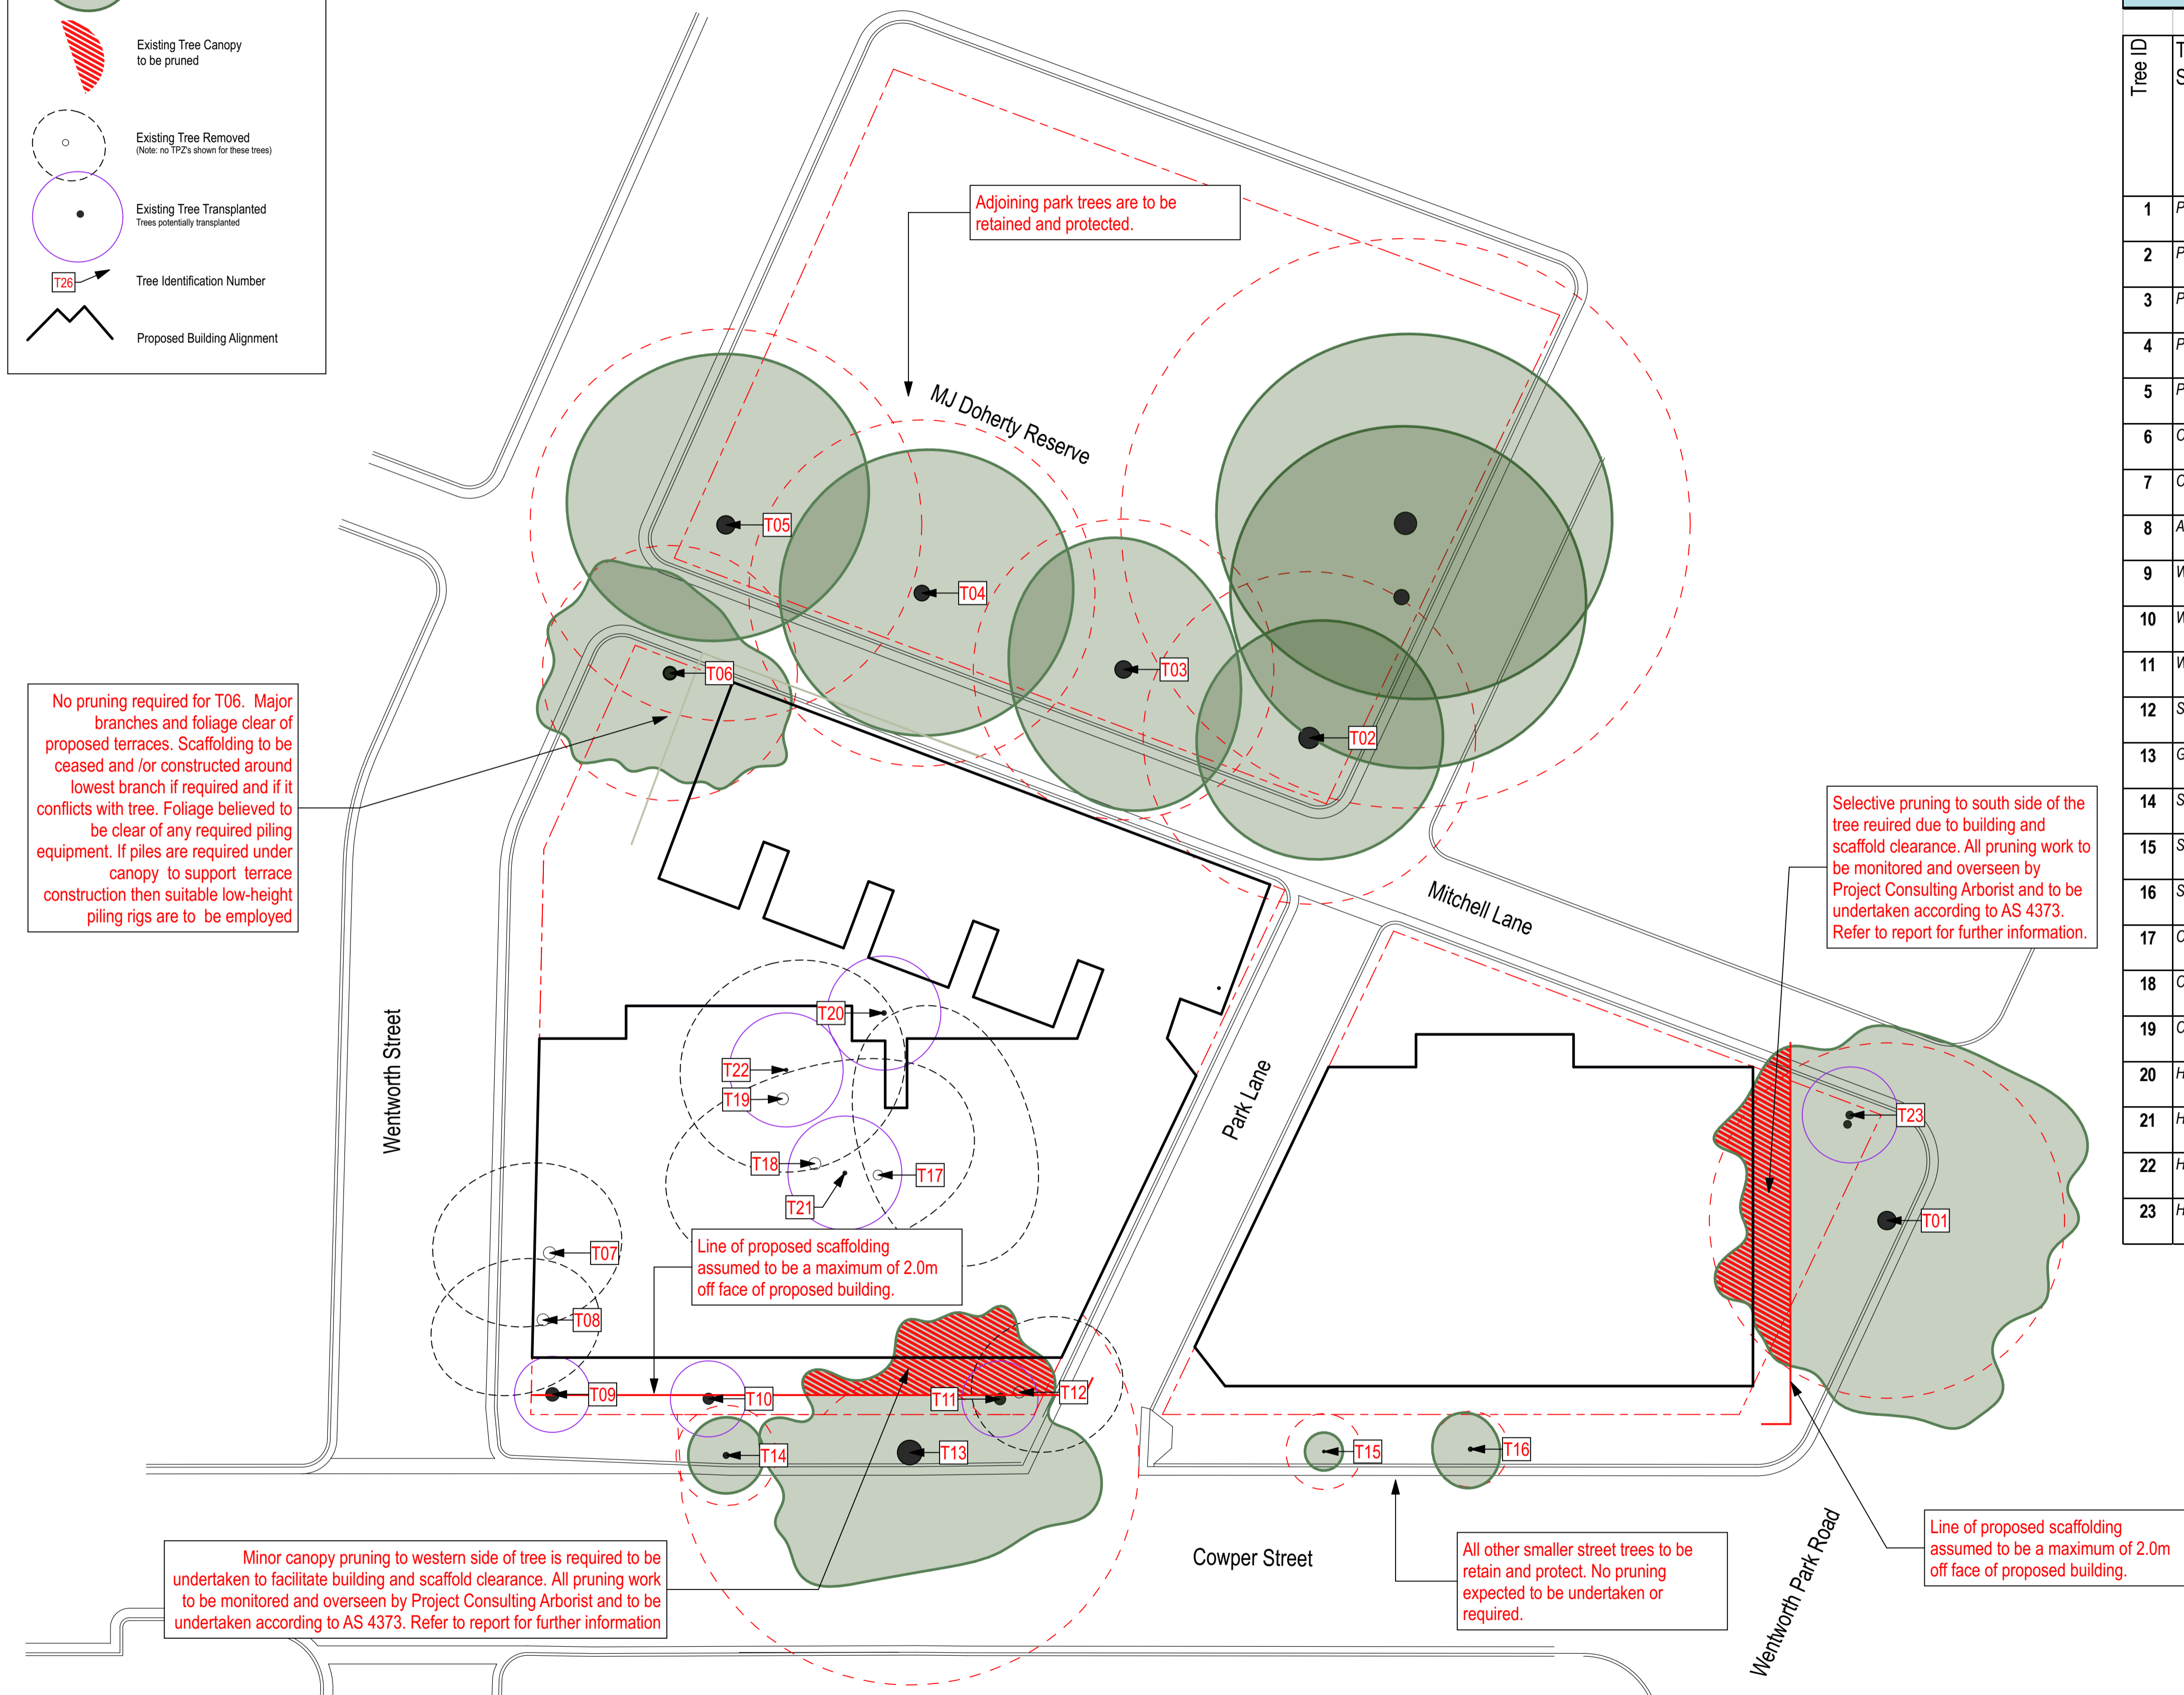 Existing Tree Canopy
to be pruned
Existing Tree Removed
(Note: no TPZ's shown for these trees)
Existing Tree Transplanted
Trees potentially transplanted
T26
Tree Identification Number
Proposed Building Alignment
Adjoining park trees are to be
retained and protected.
MJ Doherty Reserve
T05
T04
T03
T02
T06
No pruning required for T06. Major
branches and foliage clear of
proposed terraces. Scaffolding to be
ceased and /or constructed around
lowest branch if required and if it
conflicts with tree. Foliage believed to
be clear of any required piling
equipment. If piles are required under
canopy to support terrace
construction then suitable low-height
piling rigs are to be employed
Selective pruning to south side of the
tree reuired due to building and
scaffold clearance. All pruning work to
be monitored and overseen by
Project Consulting Arborist and to be
undertaken according to AS 4373.
Refer to report for further information.
Mitchell Lane
Wentworth Street
Park Lane
T20
T22
T19
T18
T17
T21
T23
T01
T07
T08
Line of proposed scaffolding
assumed to be a maximum of 2.0m
off face of proposed building.
T09
T10
T11
T12
T14
T13
T15
T16
Minor canopy pruning to western side of tree is required to be
undertaken to facilitate building and scaffold clearance. All pruning work
to be monitored and overseen by Project Consulting Arborist and to be
undertaken according to AS 4373. Refer to report for further information
Cowper Street
All other smaller street trees to be
retain and protect. No pruning
expected to be undertaken or
required.
Wentworth Park Road
Line of proposed scaffolding
assumed to be a maximum of 2.0m
off face of proposed building.
Tree ID
1
2
3
4
5
6
7
8
9
10
11
12
13
14
15
16
17
18
19
20
21
22
23